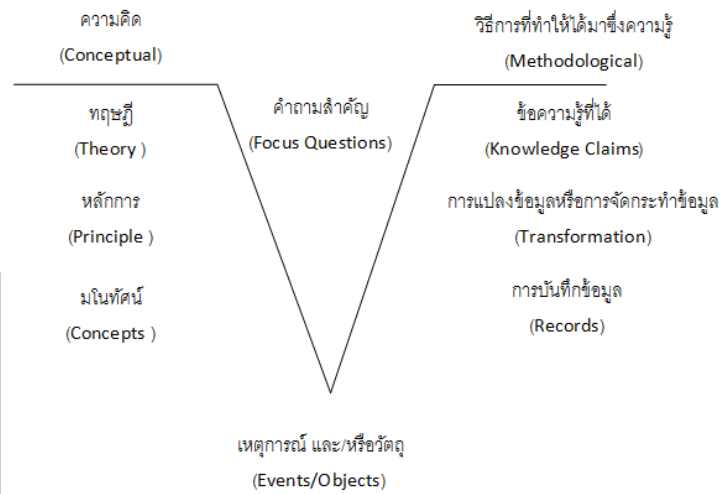 ความคิด
(Conceptual)
วิธีการที่ทำให้ได้มาซึ่งความรู้
(Methodological)
คำถามสำคัญ
(Focus Questions)
ทฤษฎี
(Theory )
หลักการ
(Principle )
มโนทัศน์
(Concepts )
ข้อความรู้ที่ได้
(Knowledge Claims)
การแปลงข้อมูลหรือการจัดกระทำข้อมูล
(Transformation)
การบันทึกข้อมูล
(Records)
เหตุการณ์ และ/หรือวัตถุ
(Events/Objects)